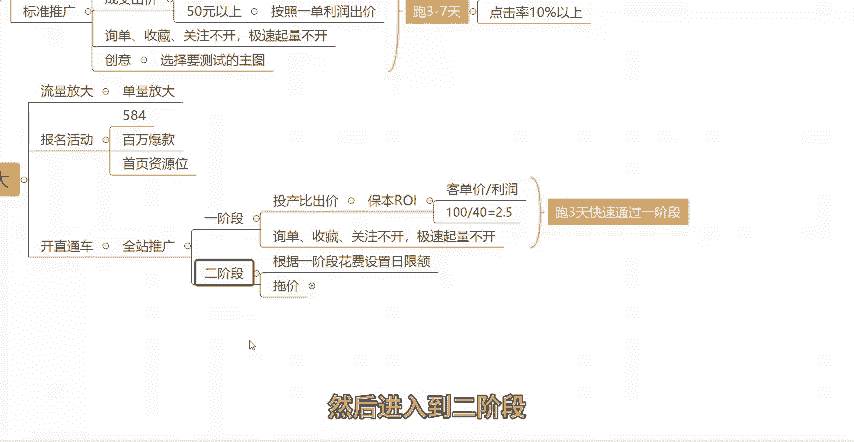 成交出价
标准推广
50元以上
按照一单利润出价
跑3-7天
点击率10%以上
询单、收藏、关注不开，极速起量不开
创意
选择要测试的主图
流量放大
单量放大
584
报名活动
百万爆款
首页资源位
大
开直通车
全站推广
一阶段
投产比出价
保本ROI
客单价/利润
100/40=2.5
跑3天快速通过一阶段
询单、收藏、关注不开，极速起量不开
二阶段
根据一阶段花费设置日限额
拖价
然后进入到二阶段